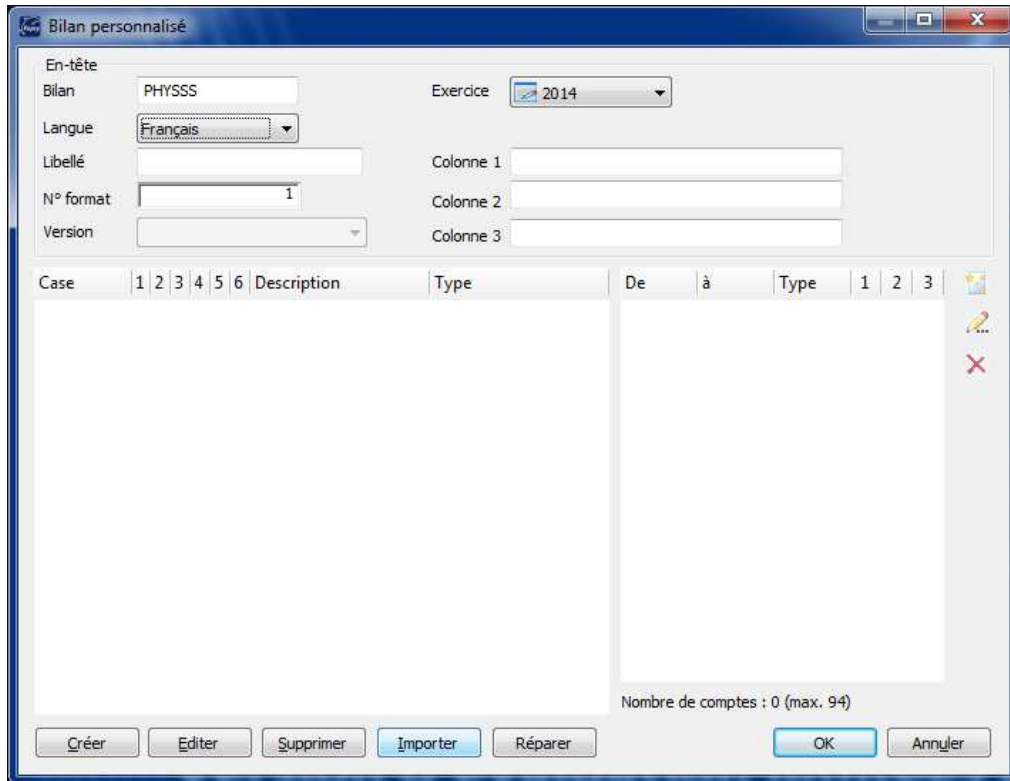 Bilan personnalisé
En-tête
Bilan PHYSSS Exercice 2014
Langue Français
Libellé Colonne 1
N° format 1 Colonne 2
Version Colonne 3
Case 1 2 3 4 5 6 Description Type De à Type 1 2 3
Nombre de comptes : 0 (max. 94)
Créer Editer Supprimer Importer Réparer OK Annuler